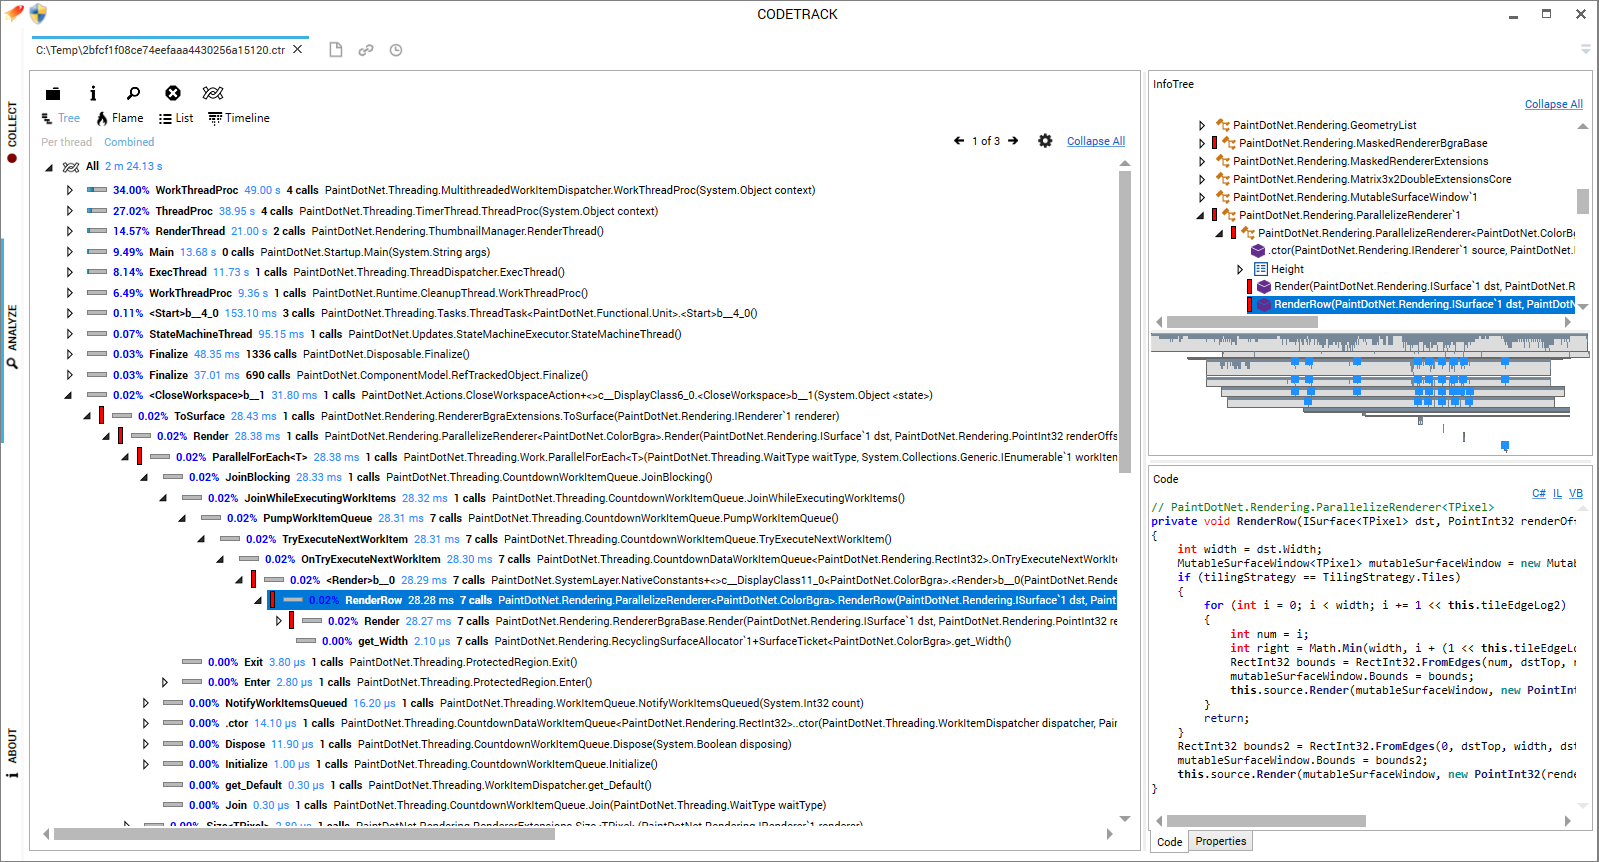 CODETRACK
C:\Temp\2bfcf1f08ce74eefaaa4430256a15120.ctr
COLLECT
ANALYZE
ABOUT
Tree Flame List Timeline
Per thread Combined
1 of 3 Collapse All
All 2 m 24.13 s
34.00% WorkThreadProc 49.00 s 4 calls PaintDotNet.Threading.MultithreadedWorkItemDispatcher.WorkThreadProc(System.Object context)
27.02% ThreadProc 38.95 s 4 calls PaintDotNet.Threading.TimerThread.ThreadProc(System.Object context)
14.57% RenderThread 21.00 s 2 calls PaintDotNet.Rendering.ThumbnailManager.RenderThread()
9.49% Main 13.68 s 0 calls PaintDotNet.Startup.Main(System.String args)
8.14% ExecThread 11.73 s 1 calls PaintDotNet.Threading.ThreadDispatcher.ExecThread()
6.49% WorkThreadProc 9.36 s 1 calls PaintDotNet.Runtime.CleanupThread.WorkThreadProc()
0.11% <Start>b__4_0 153.10 ms 3 calls PaintDotNet.Threading.Tasks.ThreadTask<PaintDotNet.Functional.Unit>.<Start>b__4_0()
0.07% StateMachineThread 95.15 ms 1 calls PaintDotNet.Updates.StateMachineExecutor.StateMachineThread()
0.03% Finalize 48.35 ms 1336 calls PaintDotNet.Disposable.Finalize()
0.03% Finalize 37.01 ms 690 calls PaintDotNet.ComponentModel.RefTrackedObject.Finalize()
0.02% <CloseWorkspace>b__1 31.80 ms 1 calls PaintDotNet.Actions.CloseWorkspaceAction+<>c__DisplayClass6_0.<CloseWorkspace>b__1(System.Object <state>)
0.02% ToSurface 28.43 ms 1 calls PaintDotNet.Rendering.RendererBgraExtensions.ToSurface(PaintDotNet.Rendering.IRenderer`1 renderer)
0.02% Render 28.38 ms 1 calls PaintDotNet.Rendering.ParallelizeRenderer<PaintDotNet.ColorBgra>.Render(PaintDotNet.Rendering.ISurface`1 dst, PaintDotNet.Rendering.PointInt32 renderOffs
0.02% ParallelForEach<T> 28.38 ms 1 calls PaintDotNet.Threading.Work.ParallelForEach<T>(PaintDotNet.Threading.WaitType waitType, System.Collections.Generic.IEnumerable`1 workItem
0.02% JoinBlocking 28.33 ms 1 calls PaintDotNet.Threading.CountdownWorkItemQueue.JoinBlocking()
0.02% JoinWhileExecutingWorkItems 28.32 ms 1 calls PaintDotNet.Threading.CountdownWorkItemQueue.JoinWhileExecutingWorkItems()
0.02% PumpWorkItemQueue 28.31 ms 7 calls PaintDotNet.Threading.CountdownWorkItemQueue.PumpWorkItemQueue()
0.02% TryExecuteNextWorkItem 28.31 ms 7 calls PaintDotNet.Threading.CountdownWorkItemQueue.TryExecuteNextWorkItem()
0.02% OnTryExecuteNextWorkItem 28.30 ms 7 calls PaintDotNet.Threading.CountdownDataWorkItemQueue<PaintDotNet.Rendering.RectInt32>.OnTryExecuteNextWorkIte
0.02% <Render>b__0 28.29 ms 7 calls PaintDotNet.SystemLayer.NativeConstants+<>c__DisplayClass11_0<PaintDotNet.ColorBgra>.<Render>b__0(PaintDotNet.Rende
0.02% RenderRow 28.28 ms 7 calls PaintDotNet.Rendering.ParallelizeRenderer<PaintDotNet.ColorBgra>.RenderRow(PaintDotNet.Rendering.ISurface`1 dst, Paint
0.02% Render 28.27 ms 7 calls PaintDotNet.Rendering.RendererBgraBase.Render(PaintDotNet.Rendering.ISurface`1 dst, PaintDotNet.Rendering.PointInt32 re
0.00% get_Width 2.10 µs 7 calls PaintDotNet.Rendering.RecyclingSurfaceAllocator`1+SurfaceTicket<PaintDotNet.ColorBgra>.get_Width()
0.00% Exit 3.80 µs 1 calls PaintDotNet.Threading.ProtectedRegion.Exit()
0.00% Enter 2.80 µs 1 calls PaintDotNet.Threading.ProtectedRegion.Enter()
0.00% NotifyWorkItemsQueued 16.20 µs 1 calls PaintDotNet.Threading.WorkItemQueue.NotifyWorkItemsQueued(System.Int32 count)
0.00% .ctor 14.10 µs 1 calls PaintDotNet.Threading.CountdownDataWorkItemQueue<PaintDotNet.Rendering.RectInt32>..ctor(PaintDotNet.Threading.WorkItemDispatcher dispatcher, Pain
0.00% Dispose 11.90 µs 1 calls PaintDotNet.Threading.CountdownWorkItemQueue.Dispose(System.Boolean disposing)
0.00% Initialize 1.00 µs 1 calls PaintDotNet.Threading.CountdownWorkItemQueue.Initialize()
0.00% get_Default 0.30 µs 1 calls PaintDotNet.Threading.WorkItemDispatcher.get_Default()
0.00% Join 0.30 µs 1 calls PaintDotNet.Threading.CountdownWorkItemQueue.Join(PaintDotNet.Threading.WaitType waitType)
0.00% Size<TPixel> 2.80 µs 1 calls PaintDotNet.Rendering.RendererExtensions.Size<TPixel>(PaintDotNet.Rendering.IRenderer`1 renderer)
InfoTree
Collapse All
PaintDotNet.Rendering.GeometryList
PaintDotNet.Rendering.MaskedRendererBgraBase
PaintDotNet.Rendering.MaskedRendererExtensions
PaintDotNet.Rendering.Matrix3x2DoubleExtensionsCore
PaintDotNet.Rendering.MutableSurfaceWindow`1
PaintDotNet.Rendering.ParallelizeRenderer`1
PaintDotNet.Rendering.ParallelizeRenderer<PaintDotNet.ColorBg
.ctor(PaintDotNet.Rendering.IRenderer`1 source, PaintDotNet.
Height
Render(PaintDotNet.Rendering.ISurface`1 dst, PaintDotNet.R
RenderRow(PaintDotNet.Rendering.ISurface`1 dst, PaintDotN
Code
C# IL VB
// PaintDotNet.Rendering.ParallelizeRenderer<TPixel>
private void RenderRow(ISurface<TPixel> dst, PointInt32 renderOf
{
int width = dst.Width;
MutableSurfaceWindow<TPixel> mutableSurfaceWindow = new Mutab
if (tilingStrategy == TilingStrategy.Tiles)
{
for (int i = 0; i < width; i += 1 << this.tileEdgeLog2)
{
int num = i;
int right = Math.Min(width, i + (1 << this.tileEdgeLo
RectInt32 bounds = RectInt32.FromEdges(num, dstTop, r
mutableSurfaceWindow.Bounds = bounds;
this.source.Render(mutableSurfaceWindow, new PointInt
}
return;
}
RectInt32 bounds2 = RectInt32.FromEdges(0, dstTop, width, dst
mutableSurfaceWindow.Bounds = bounds2;
this.source.Render(mutableSurfaceWindow, new PointInt32(rende
}
Code Properties